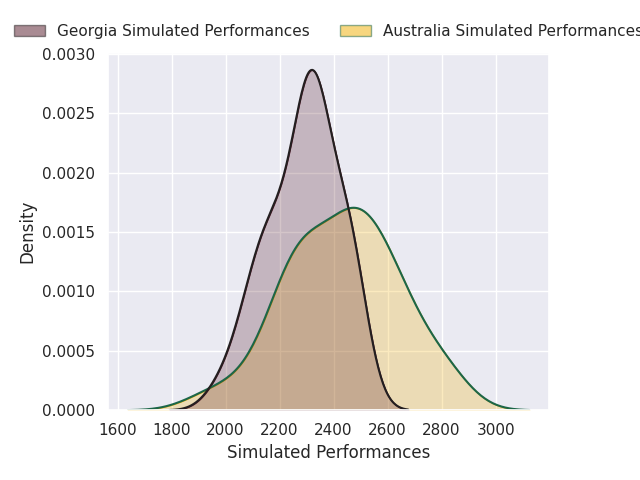 Georgia Simulated Performances Australia Simulated Performances
0.0030
0.0025
0.0020
0.0015
0.0010
0.0005
0.0000
Density
1600 1800 2000 2200 2400 2600 2800 3000
Simulated Performances